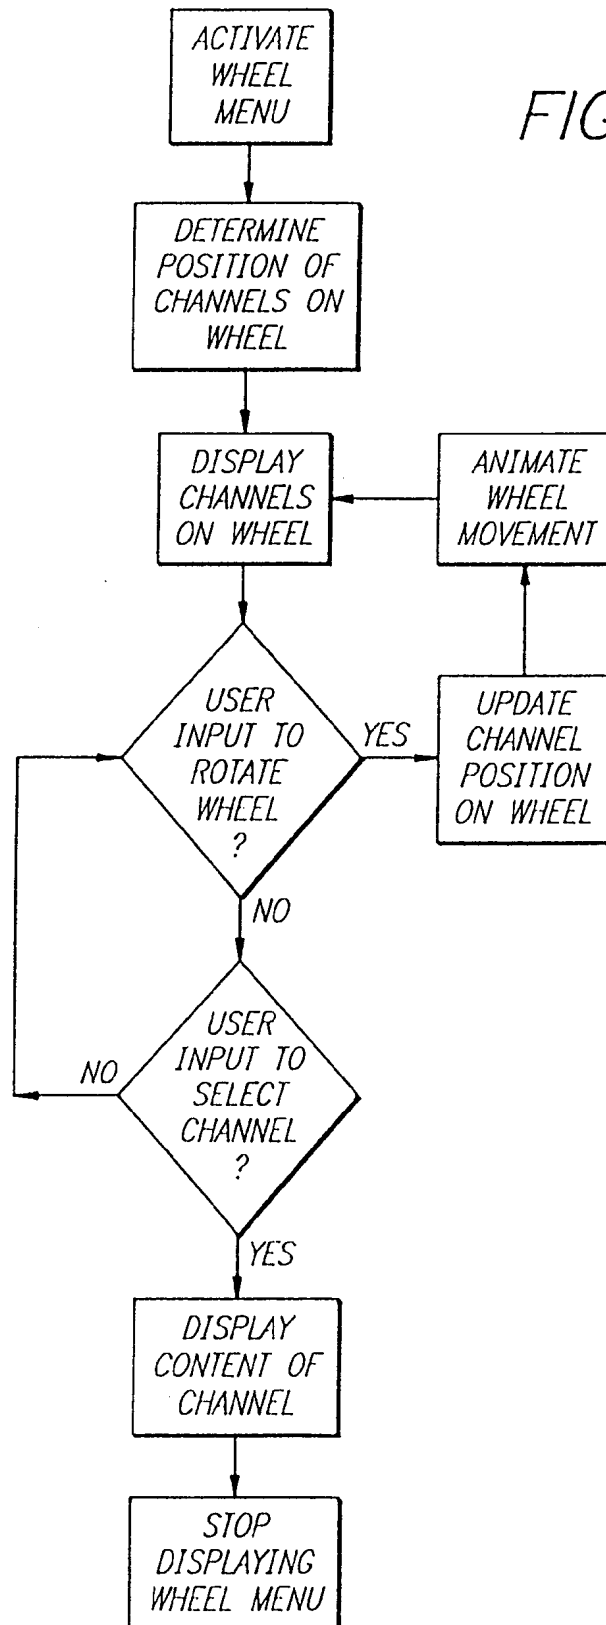 ACTIVATE
WHEEL
MENU
FIG
DETERMINE
POSITION OF
CHANNELS ON
WHEEL
DISPLAY
CHANNELS
ON WHEEL
ANIMATE
WHEEL
MOVEMENT
USER
INPUT TO
ROTATE
WHEEL
?
YES
UPDATE
CHANNEL
POSITION
ON WHEEL
NO
USER
INPUT TO
SELECT
CHANNEL
?
NO
YES
DISPLAY
CONTENT OF
CHANNEL
STOP
DISPLAYING
WHEEL MENU